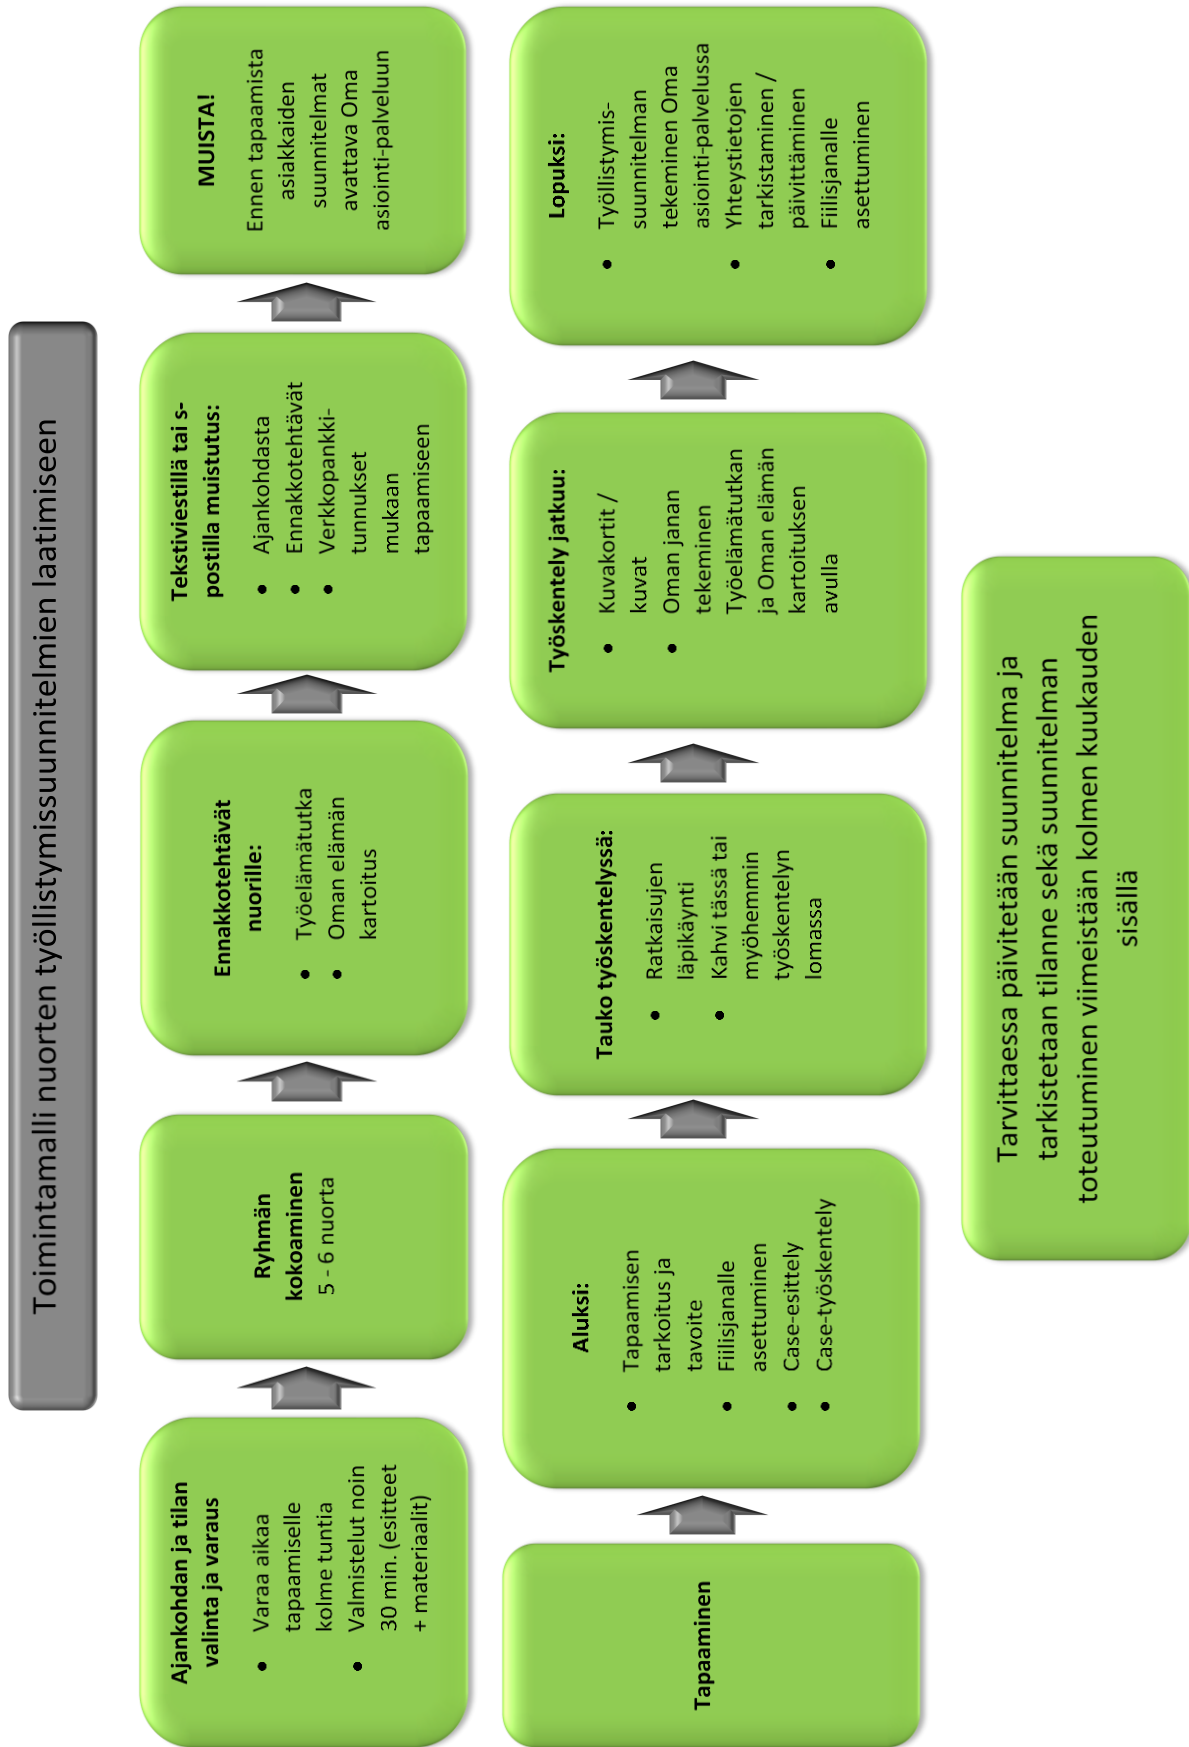 Toimintamalli nuorten työllistymissuunnitelmien laatimiseen
Ajankohdan ja tilan
valinta ja varaus
• Varaa aikaa
tapaamiselle
kolme tuntia
• Valmistelut noin
30 min. (esitteet
+ materiaalit)
Ryhmän
kokoaminen
5 - 6 nuorta
Ennakkotehtävät
nuorille:
• Työelämätutka
• Oman elämän
kartoitus
Tekstiviestillä tai s-
postilla muistutus:
• Ajankohdasta
• Ennakkotehtävät
• Verkkopankki-
tunnukset
mukaan
tapaamiseen
MUISTA!
Ennen tapaamista
asiakkaiden
suunnitelmat
avattava Oma
asiointi-palveluun
Tapaaminen
Aluksi:
• Tapaamisen
tarkoitus ja
tavoite
• Fiilisjanalle
asettuminen
• Case-esittely
• Case-työskentely
Tauko työskentelyssä:
• Ratkaisujen
läpikäynti
• Kahvi tässä tai
myöhemmin
työskentelyn
lomassa
Työskentely jatkuu:
• Kuvakortit /
kuvat
• Oman janan
tekeminen
Työelämätutkan
ja Oman elämän
kartoituksen
avulla
Lopuksi:
• Työllistymis-
suunnitelman
tekeminen Oma
asiointi-palvelussa
• Yhteystietojen
tarkistaminen /
päivittäminen
• Fiilisjanalle
asettuminen
Tarvittaessa päivitetään suunnitelma ja
tarkistetaan tilanne sekä suunnitelman
toteutuminen viimeistään kolmen kuukauden
sisällä